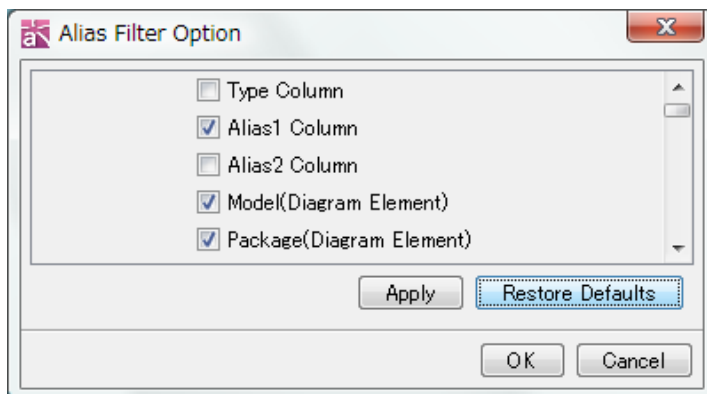 Alias Filter Option
Type Column
Alias1 Column
Alias2 Column
Model(Diagram Element)
Package(Diagram Element)
Apply Restore Defaults
OK Cancel